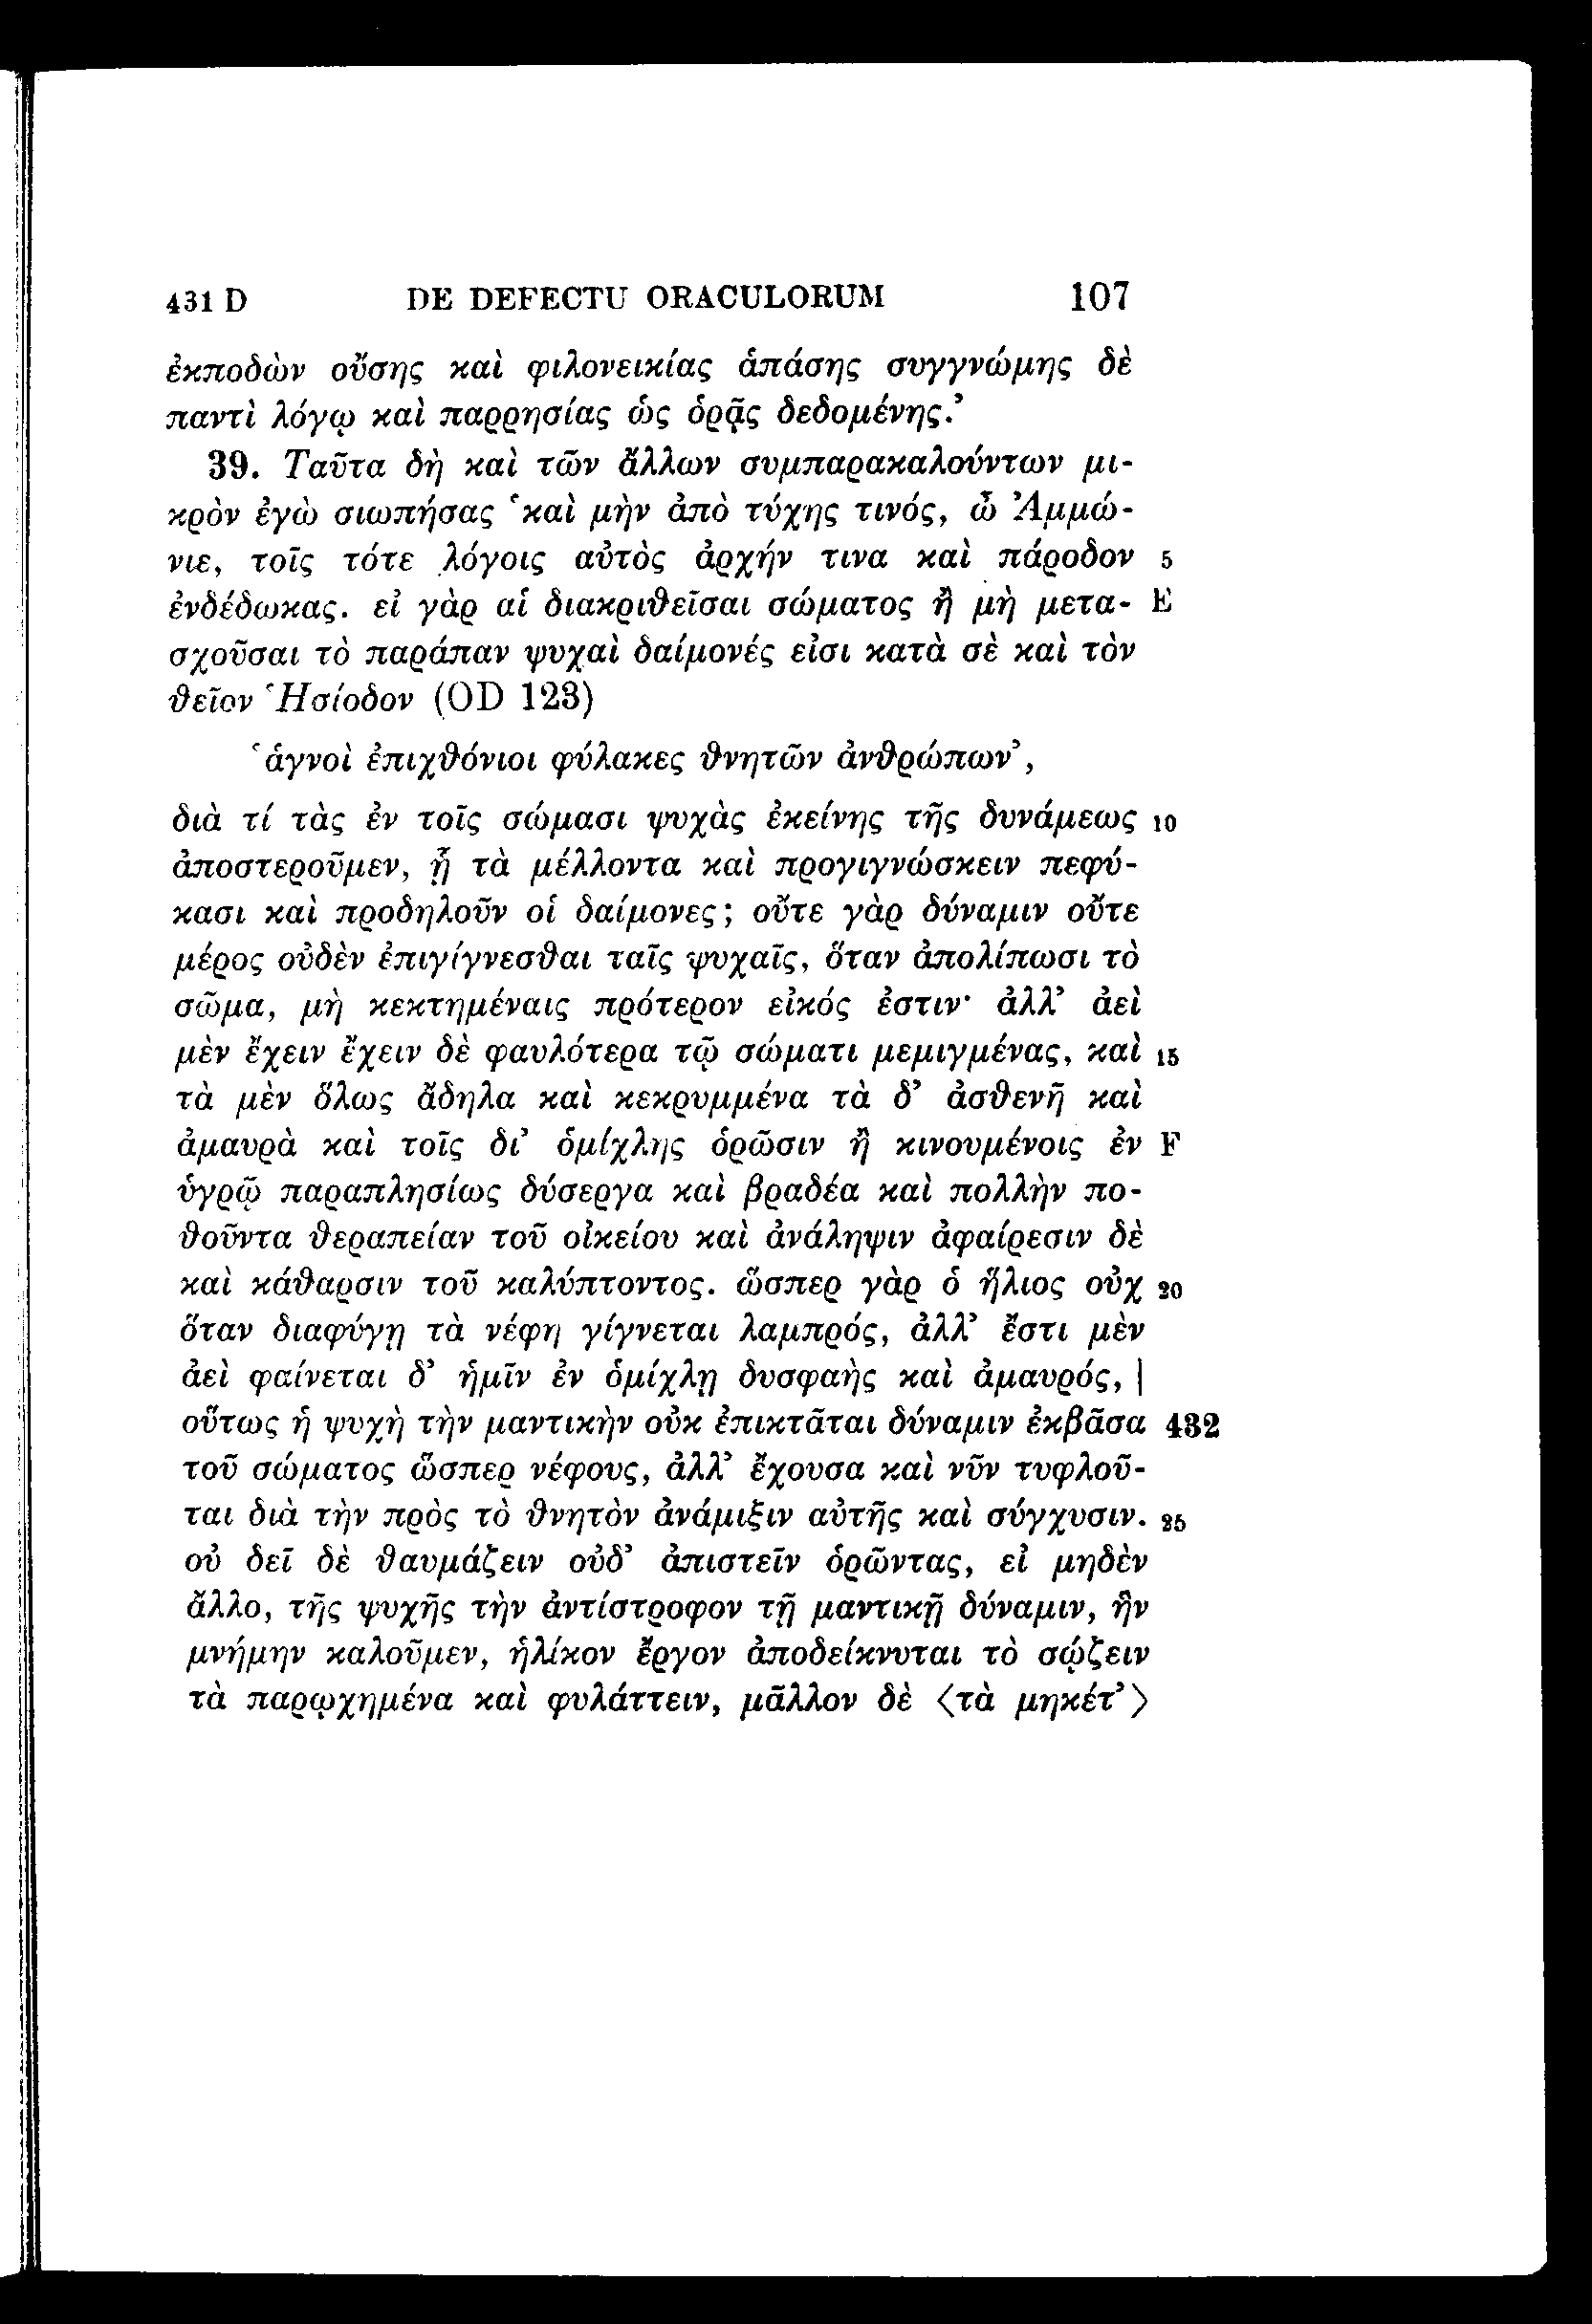 431 D DE DEFECTU ORACULORUM 107
ἐκποδὼν οὔσης καὶ φιλονεικίας ἁπάσης συγγνώμης δὲ
παντὶ λόγῳ καὶ παρρησίας ὡς ὁρᾷς δεδομένης.’
39. Ταῦτα δὴ καὶ τῶν ἄλλων συμπαρακαλούντων μι-
κρὸν ἐγὼ σιωπήσας ‘καὶ μὴν ἀπὸ τύχης τινός, ὦ Ἀμμώ-
νιε, τοῖς τότε λόγοις αὐτὸς ἀρχήν τινα καὶ πάροδον 5
ἐνδέδωκας. εἰ γὰρ αἱ διακριθεῖσαι σώματος ἢ μὴ μετα- E
σχοῦσαι τὸ παράπαν ψυχαὶ δαίμονές εἰσι κατὰ σὲ καὶ τὸν
θεῖον Ἡσίοδον (OD 123)
‘ἁγνοὶ ἐπιχθόνιοι φύλακες θνητῶν ἀνθρώπων’,
διὰ τί τὰς ἐν τοῖς σώμασι ψυχὰς ἐκείνης τῆς δυνάμεως 10
ἀποστεροῦμεν, ᾗ τὰ μέλλοντα καὶ προγιγνώσκειν πεφύ-
κασι καὶ προδηλοῦν οἱ δαίμονες; οὔτε γὰρ δύναμιν οὔτε
μέρος οὐδὲν ἐπιγίγνεσθαι ταῖς ψυχαῖς, ὅταν ἀπολίπωσι τὸ
σῶμα, μὴ κεκτημέναις πρότερον εἰκός ἐστιν· ἀλλ’ ἀεὶ
μὲν ἔχειν ἔχειν δὲ φαυλότερα τῷ σώματι μεμιγμένας, καὶ 15
τὰ μὲν ὅλως ἄδηλα καὶ κεκρυμμένα τὰ δ’ ἀσθενῆ καὶ
ἀμαυρὰ καὶ τοῖς δι’ ὁμίχλης ὁρῶσιν ἢ κινουμένοις ἐν F
ὑγρῷ παραπλησίως δύσεργα καὶ βραδέα καὶ πολλὴν πο-
θοῦντα θεραπείαν τοῦ οἰκείου καὶ ἀνάληψιν ἀφαίρεσιν δὲ
καὶ κάθαρσιν τοῦ καλύπτοντος. ὥσπερ γὰρ ὁ ἥλιος οὐχ 20
ὅταν διαφύγῃ τὰ νέφη γίγνεται λαμπρός, ἀλλ’ ἔστι μὲν
ἀεὶ φαίνεται δ’ ἡμῖν ἐν ὁμίχλῃ δυσφαὴς καὶ ἀμαυρός, |
οὕτως ἡ ψυχὴ τὴν μαντικὴν οὐκ ἐπικτᾶται δύναμιν ἐκβᾶσα 432
τοῦ σώματος ὥσπερ νέφους, ἀλλ’ ἔχουσα καὶ νῦν τυφλοῦ-
ται διὰ τὴν πρὸς τὸ θνητὸν ἀνάμιξιν αὐτῆς καὶ σύγχυσιν. 25
οὐ δεῖ δὲ θαυμάζειν οὐδ’ ἀπιστεῖν ὁρῶντας, εἰ μηδὲν
ἄλλο, τῆς ψυχῆς τὴν ἀντίστροφον τῇ μαντικῇ δύναμιν, ἣν
μνήμην καλοῦμεν, ἡλίκον ἔργον ἀποδείκνυται τὸ σῴζειν
τὰ παρῳχημένα καὶ φυλάττειν, μᾶλλον δὲ ⟨τὰ μηκέτ’⟩